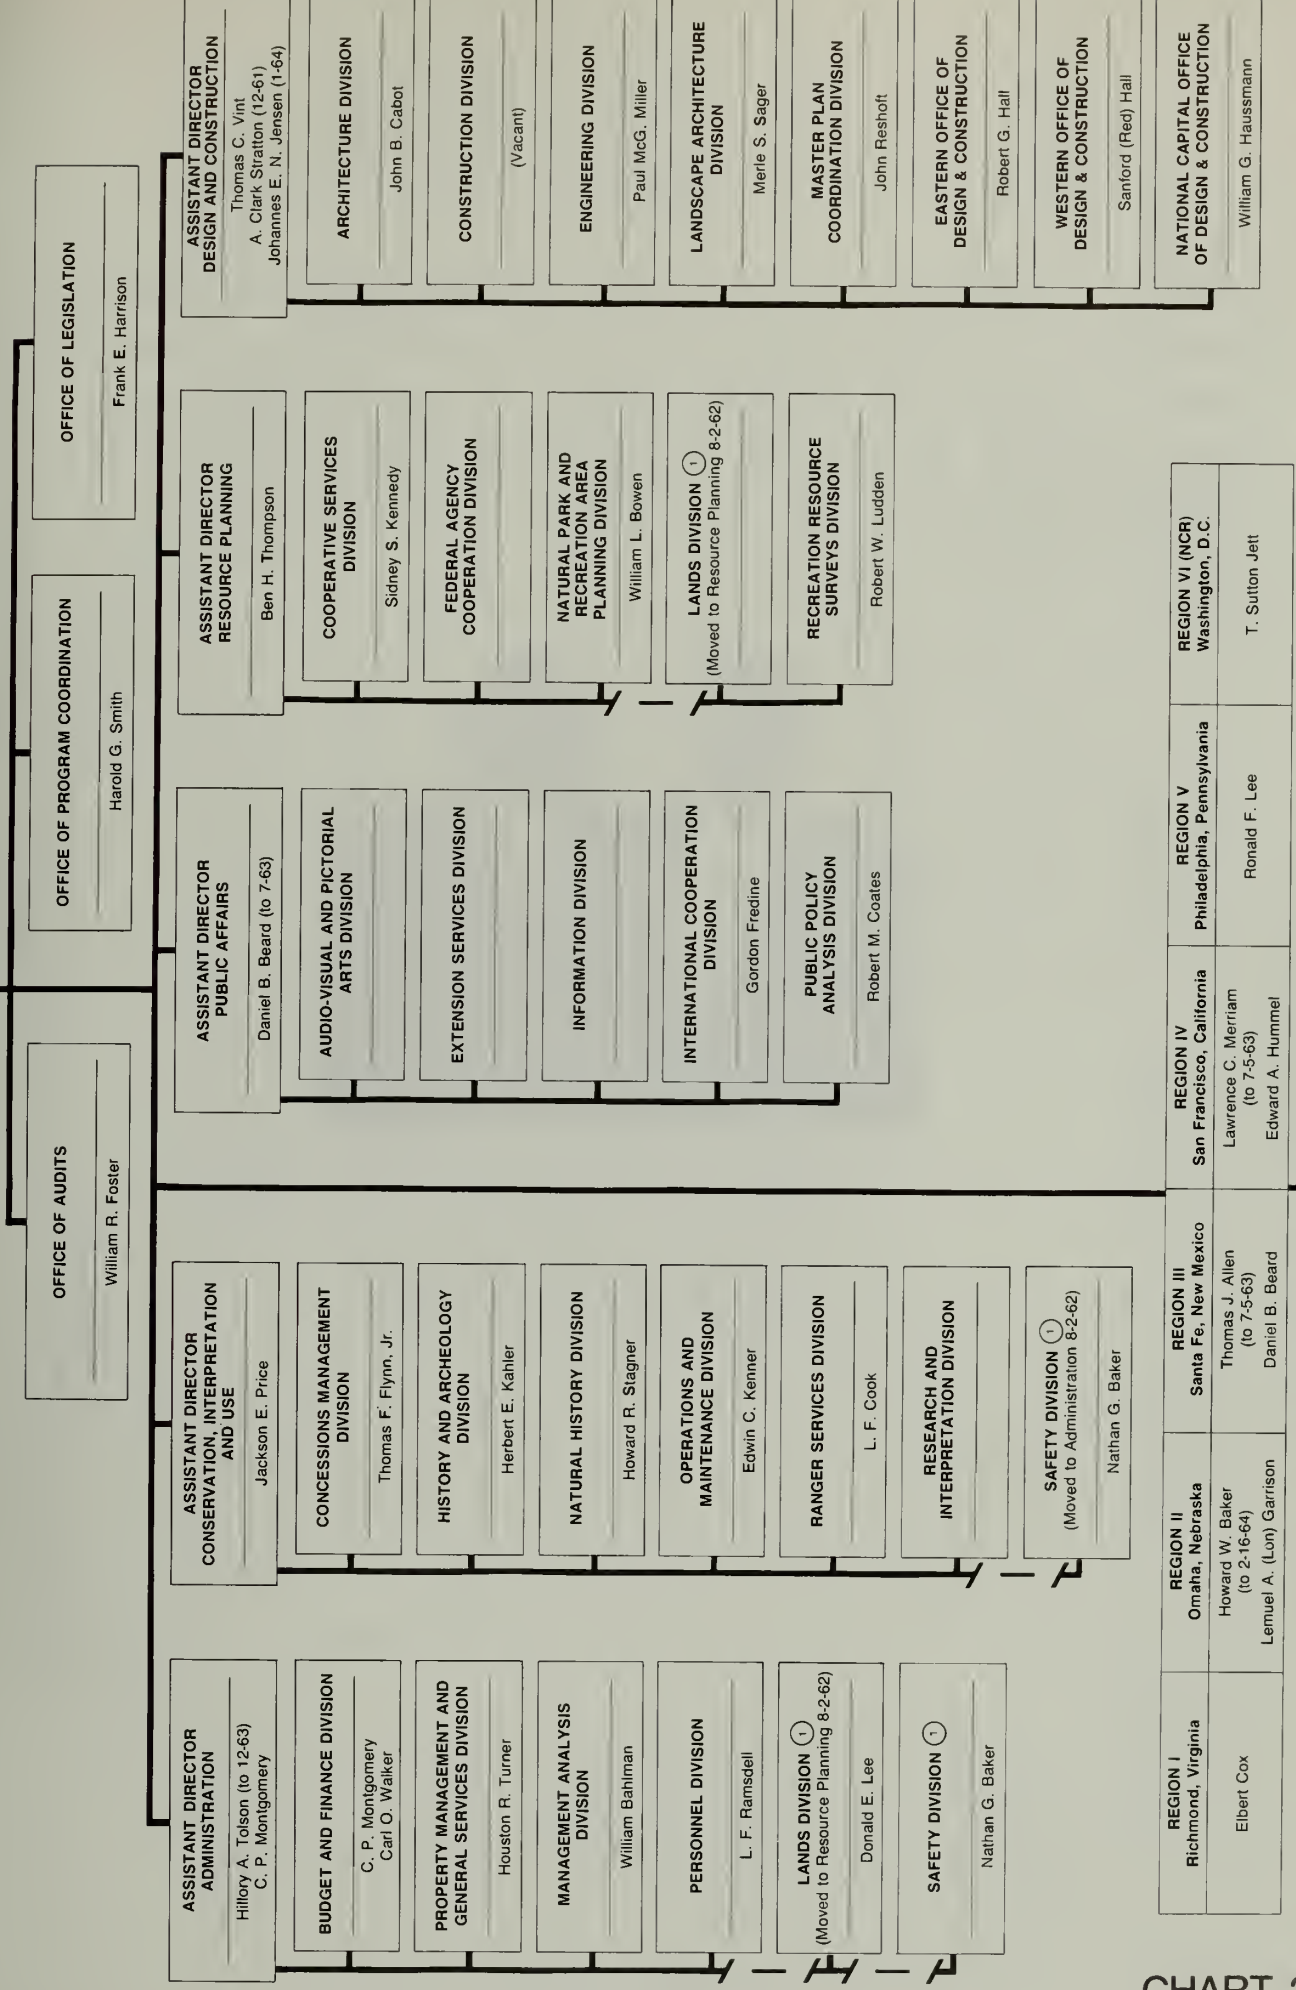 OFFICE OF AUDITS
William R. Foster
OFFICE OF PROGRAM COORDINATION
Harold G. Smith
OFFICE OF LEGISLATION
Frank E. Harrison
ASSISTANT DIRECTOR
ADMINISTRATION
Hillory A. Tolson (to 12-63)
C. P. Montgomery
BUDGET AND FINANCE DIVISION
C. P. Montgomery
Carl O. Walker
PROPERTY MANAGEMENT AND
GENERAL SERVICES DIVISION
Houston R. Turner
MANAGEMENT ANALYSIS
DIVISION
William Bahlman
PERSONNEL DIVISION
L. F. Ramsdell
LANDS DIVISION 1
(Moved to Resource Planning 8-2-62)
Donald E. Lee
SAFETY DIVISION 1
Nathan G. Baker
ASSISTANT DIRECTOR
CONSERVATION, INTERPRETATION
AND USE
Jackson E. Price
CONCESSIONS MANAGEMENT
DIVISION
Thomas F. Flynn, Jr.
HISTORY AND ARCHEOLOGY
DIVISION
Herbert E. Kahler
NATURAL HISTORY DIVISION
Howard R. Stagner
OPERATIONS AND
MAINTENANCE DIVISION
Edwin C. Kenner
RANGER SERVICES DIVISION
L. F. Cook
RESEARCH AND
INTERPRETATION DIVISION
SAFETY DIVISION 1
(Moved to Administration 8-2-62)
Nathan G. Baker
ASSISTANT DIRECTOR
PUBLIC AFFAIRS
Daniel B. Beard (to 7-63)
AUDIO-VISUAL AND PICTORIAL
ARTS DIVISION
EXTENSION SERVICES DIVISION
INFORMATION DIVISION
INTERNATIONAL COOPERATION
DIVISION
Gordon Fredine
PUBLIC POLICY
ANALYSIS DIVISION
Robert M. Coates
ASSISTANT DIRECTOR
RESOURCE PLANNING
Ben H. Thompson
COOPERATIVE SERVICES
DIVISION
Sidney S. Kennedy
FEDERAL AGENCY
COOPERATION DIVISION
NATURAL PARK AND
RECREATION AREA
PLANNING DIVISION
William L. Bowen
LANDS DIVISION 1
(Moved to Resource Planning 8-2-62)
RECREATION RESOURCE
SURVEYS DIVISION
Robert W. Ludden
ASSISTANT DIRECTOR
DESIGN AND CONSTRUCTION
Thomas C. Vint
A. Clark Stratton (12-61)
Johannes E. N. Jensen (1-64)
ARCHITECTURE DIVISION
John B. Cabot
CONSTRUCTION DIVISION
(Vacant)
ENGINEERING DIVISION
Paul McG. Miller
LANDSCAPE ARCHITECTURE
DIVISION
Merle S. Sager
MASTER PLAN
COORDINATION DIVISION
John Reshoft
EASTERN OFFICE OF
DESIGN & CONSTRUCTION
Robert G. Hall
WESTERN OFFICE OF
DESIGN & CONSTRUCTION
Sanford (Red) Hall
NATIONAL CAPITAL OFFICE
OF DESIGN & CONSTRUCTION
William G. Haussmann
REGION I
Richmond, Virginia
Elbert Cox
REGION II
Omaha, Nebraska
Howard W. Baker
(to 2-16-64)
Lemuel A. (Lon) Garrison
REGION III
Santa Fe, New Mexico
Thomas J. Allen
(to 7-5-63)
Daniel B. Beard
REGION IV
San Francisco, California
Lawrence C. Merriam
(to 7-5-63)
Edward A. Hummel
REGION V
Philadelphia, Pennsylvania
Ronald F. Lee
REGION VI (NCR)
Washington, D.C.
T. Sutton Jett
CHART